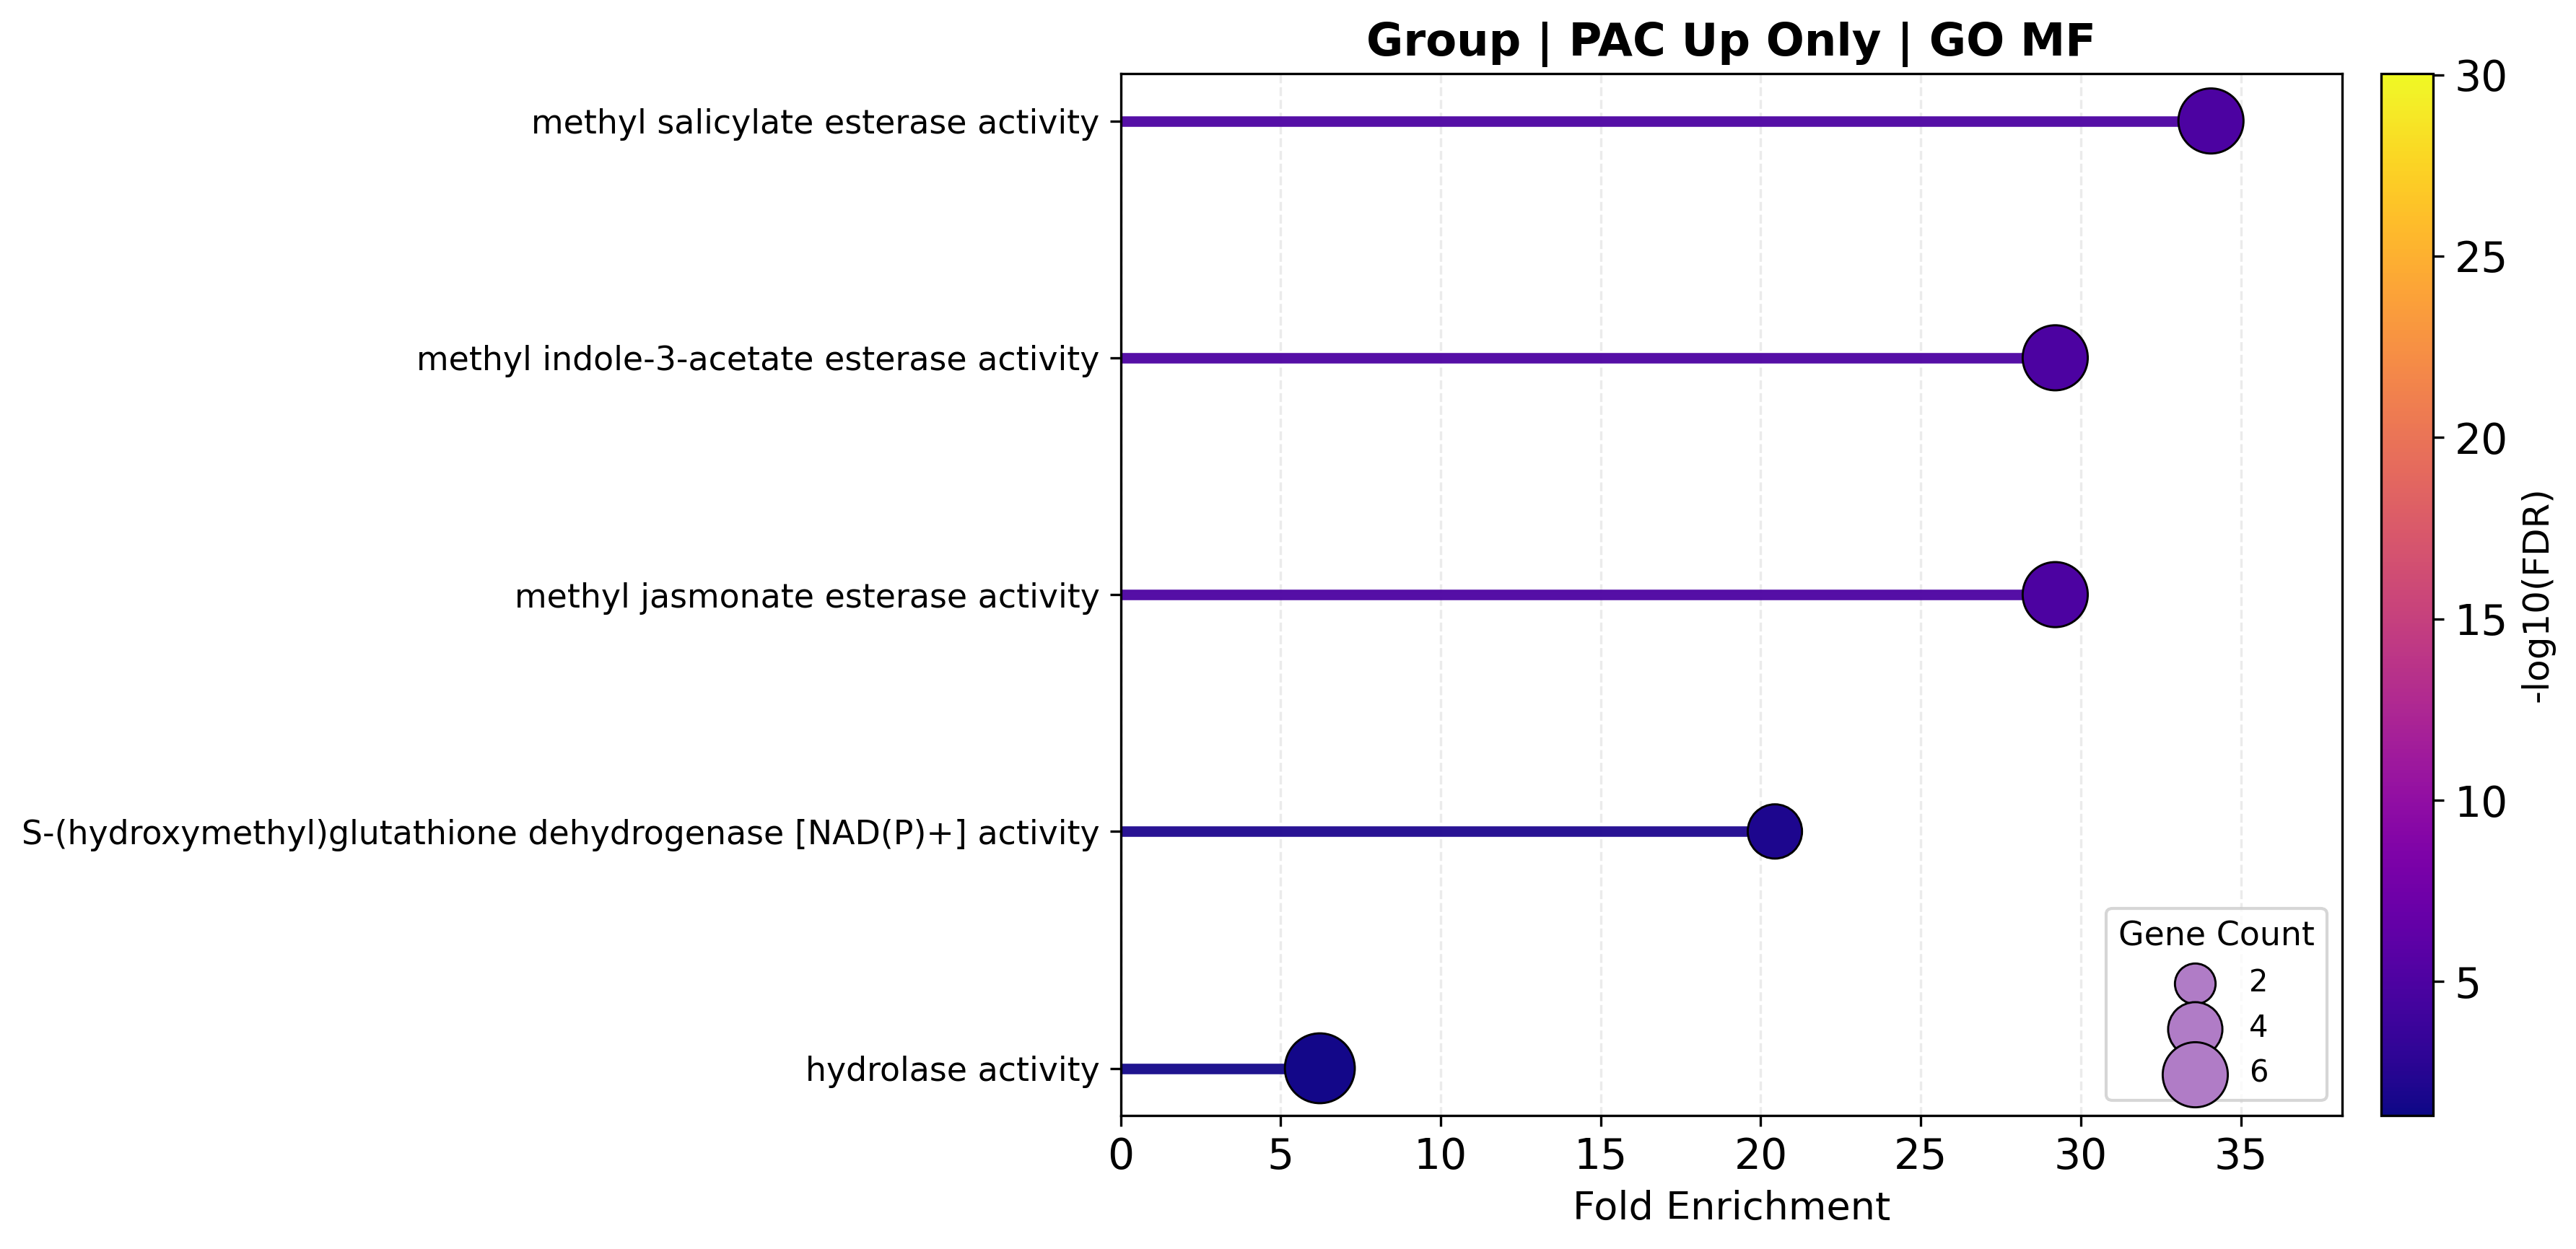 Group | PAC Up Only | GO MF
methyl salicylate esterase activity
methyl indole-3-acetate esterase activity
methyl jasmonate esterase activity
S-(hydroxymethyl)glutathione dehydrogenase [NAD(P)+] activity
hydrolase activity
0 5 10 15 20 25 30 35
Fold Enrichment
Gene Count
2
4
6
30
25
20
15
10
5
-log10(FDR)